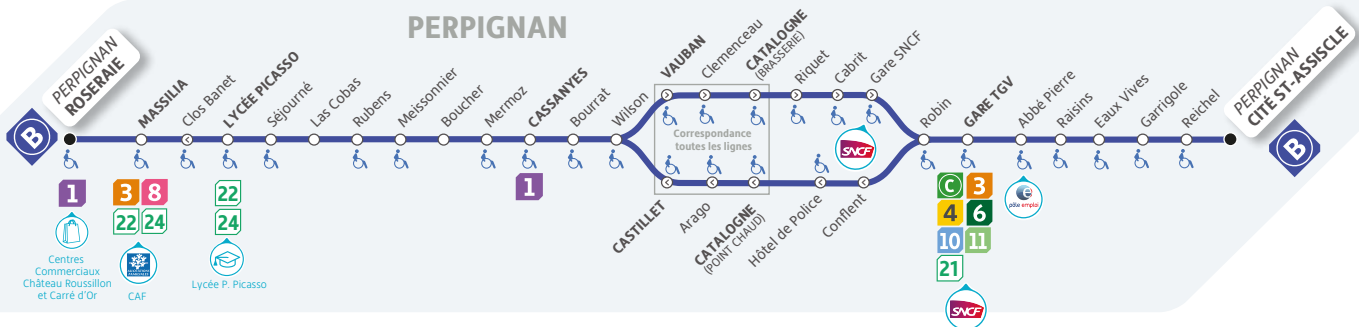 PERPIGNAN
B
PERPIGNAN
ROSERAIE
MASSILIA
Clos Banet
LYCÉE PICASSO
Séjourné
Las Cobas
Rubens
Meissonnier
Boucher
Mermoz
CASSANYES
Bourrat
Wilson
VAUBAN
Clemenceau
CATALOGNE
(BRASSERIE)
Riquet
Cabrit
Gare SNCF
Robin
GARE TGV
Abbé Pierre
Raisins
Eaux Vives
Garrigole
Reichel
PERPIGNAN
CITÉ ST-ASSISCLE
B
Correspondance
toutes les lignes
SNCF
CASTILLET
Arago
CATALOGNE
(POINT CHAUD)
Hôtel de Police
Conflent
1
Centres
Commerciaux
Château Roussillon
et Carré d'Or
3 8
22 24
CAF
22
24
Lycée P. Picasso
1
C 3
4 6
10 11
21
SNCF
pôle emploi